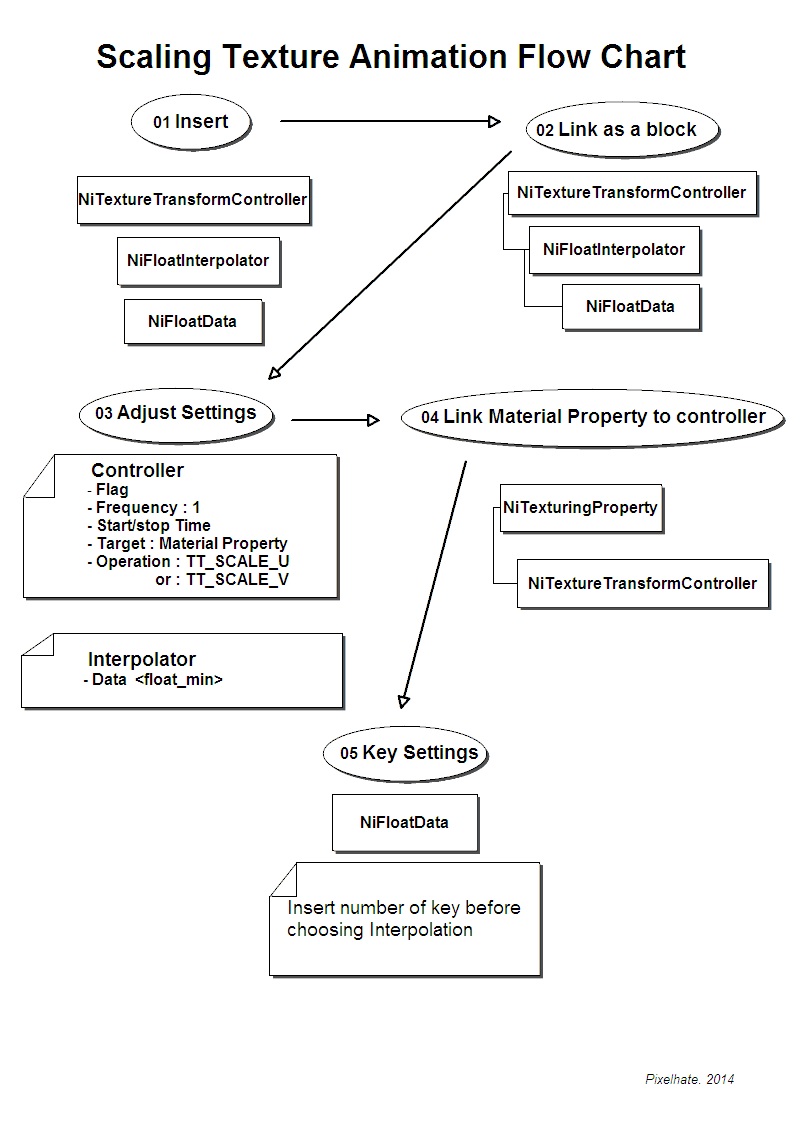 Scaling Texture Animation Flow Chart
01 Insert
NiTextureTransformController
NiFloatInterpolator
NiFloatData
02 Link as a block
NiTextureTransformController
NiFloatInterpolator
NiFloatData
03 Adjust Settings
Controller
- Flag
- Frequency : 1
- Start/stop Time
- Target : Material Property
- Operation : TT_SCALE_U
or : TT_SCALE_V
Interpolator
- Data <float_min>
04 Link Material Property to controller
NiTexturingProperty
NiTextureTransformController
05 Key Settings
NiFloatData
Insert number of key before
choosing Interpolation
Pixelhate. 2014